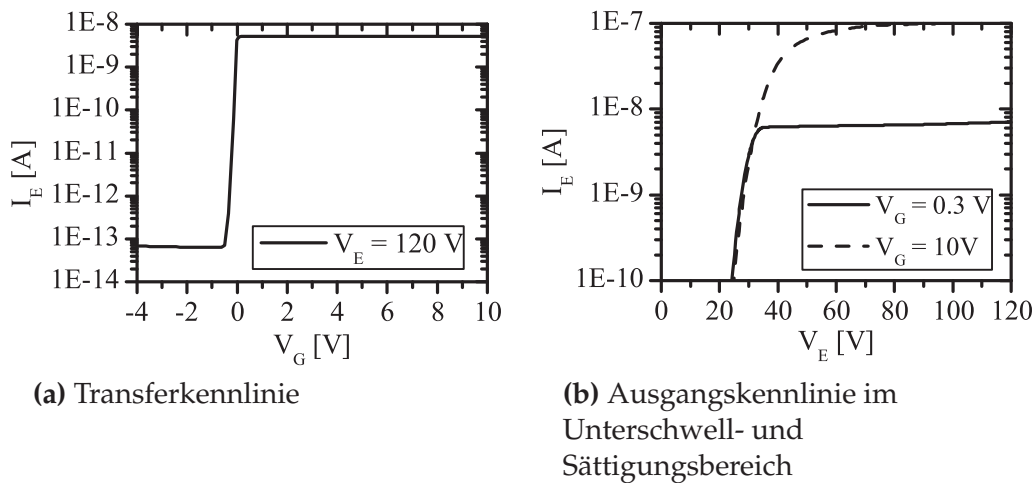 1E-8
1E-9
1E-10
1E-11
1E-12
1E-13
1E-14
I_E [A]
V_E = 120 V
-4 -2 0 2 4 6 8 10
V_G [V]
(a) Transferkennlinie
1E-7
1E-8
1E-9
1E-10
I_E [A]
V_G = 0.3 V
V_G = 10V
0 20 40 60 80 100 120
V_E [V]
(b) Ausgangskennlinie im
Unterschwell- und
Sättigungsbereich